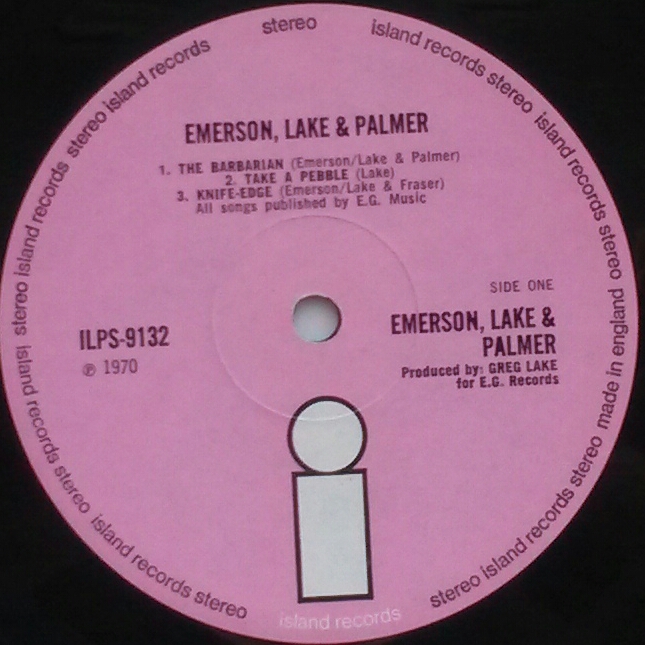 stereo
island records stereo island records stereo made in england
stereo island records stereo island records
EMERSON, LAKE & PALMER
1. THE BARBARIAN (Emerson/Lake & Palmer)
2. TAKE A PEBBLE (Lake)
3. KNIFE-EDGE (Emerson/Lake & Fraser)
All songs published by E.G. Music
SIDE ONE
EMERSON, LAKE &
PALMER
Produced by: GREG LAKE
for E.G. Records
ILPS-9132
℗ 1970
stereo island records
island records stereo
stereo island records
island records